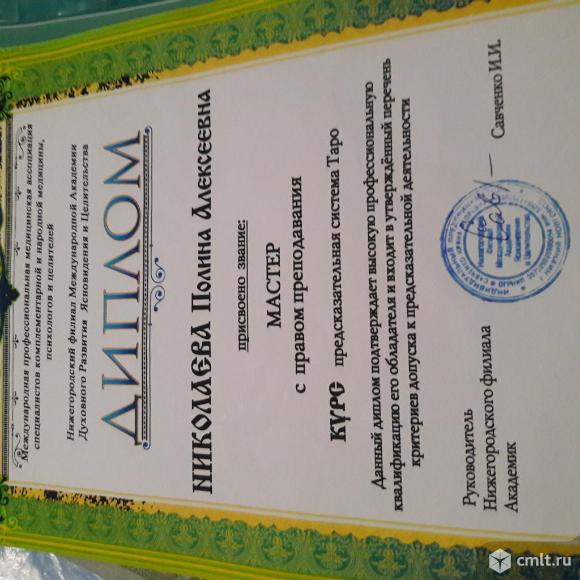 Международная профессиональная медицинская ассоциация
специалистов комплементарной и народной медицины,
психологов и целителей
Нижегородский филиал Международной Академии
Духовного Развития Ясновидения и Целительства
ДИПЛОМ
НИКОЛАЕВА Полина Алексеевна
присвоено звание:
МАСТЕР
с правом преподавания
КУРС предсказательная система Таро
Данный диплом подтверждает высокую профессиональную
квалификацию его обладателя и входит в утверждённый перечень
критериев допуска к предсказательной деятельности
Руководитель
Нижегородского филиала
Академик
Савченко И.И.
cmlt.ru